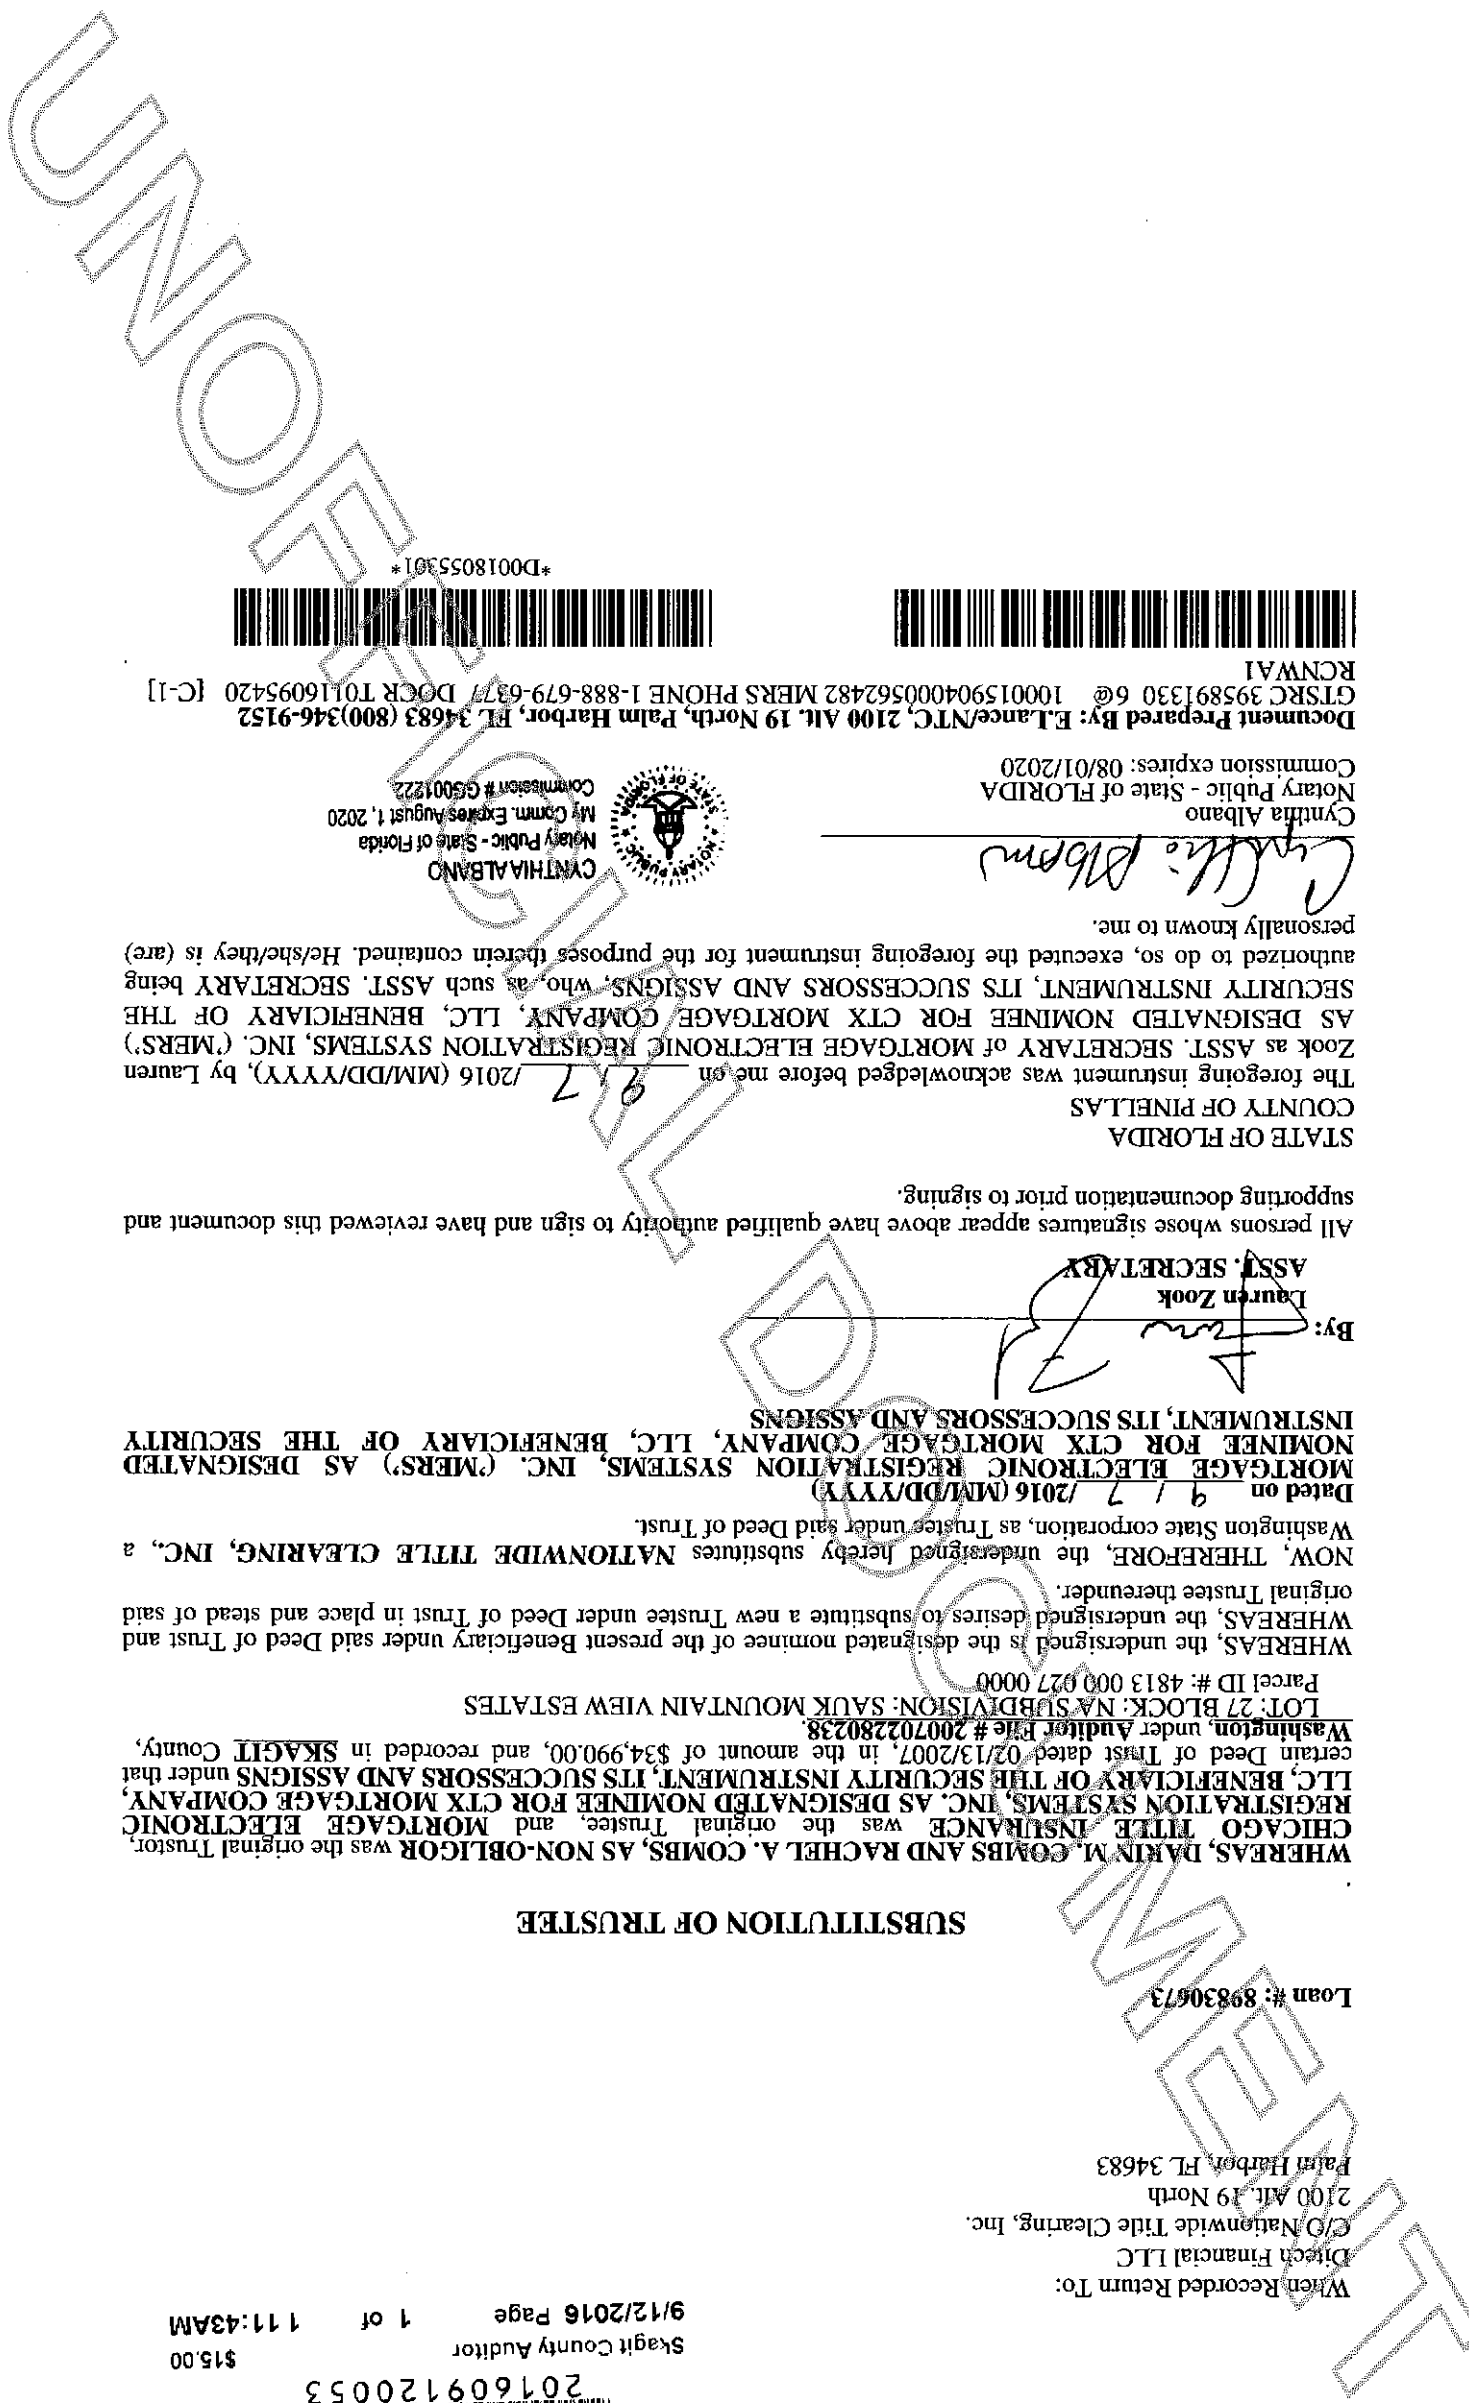 201609120053
Skagit County Auditor $15.00
9/12/2016 Page 1 of 1 11:43AM
When Recorded Return To:
Ditech Financial LLC
C/O Nationwide Title Clearing, Inc.
2100 Alt. 19 North
Palm Harbor, FL 34683
Loan #: 89830673
SUBSTITUTION OF TRUSTEE
WHEREAS, DARIN M. COMBS AND RACHEL A. COMBS, AS NON-OBLIGOR was the original Trustor,
CHICAGO TITLE INSURANCE was the original Trustee, and MORTGAGE ELECTRONIC
REGISTRATION SYSTEMS, INC. AS DESIGNATED NOMINEE FOR CTX MORTGAGE COMPANY,
LLC, BENEFICIARY OF THE SECURITY INSTRUMENT, ITS SUCCESSORS AND ASSIGNS under that
certain Deed of Trust dated 02/13/2007, in the amount of $34,990.00, and recorded in SKAGIT County,
Washington, under Auditor File # 200702280238.
LOT: 27 BLOCK: NA SUBDIVISION: SAUK MOUNTAIN VIEW ESTATES
Parcel ID #: 4813 000 027 0000
WHEREAS, the undersigned is the designated nominee of the present Beneficiary under said Deed of Trust and
WHEREAS, the undersigned desires to substitute a new Trustee under Deed of Trust in place and stead of said
original Trustee thereunder.
NOW, THEREFORE, the undersigned hereby substitutes NATIONWIDE TITLE CLEARING, INC., a
Washington State corporation, as Trustee under said Deed of Trust.
Dated on 9 / 7 /2016 (MM/DD/YYYY)
MORTGAGE ELECTRONIC REGISTRATION SYSTEMS, INC. ('MERS') AS DESIGNATED
NOMINEE FOR CTX MORTGAGE COMPANY, LLC, BENEFICIARY OF THE SECURITY
INSTRUMENT, ITS SUCCESSORS AND ASSIGNS
By:
Lauren Zook
ASST. SECRETARY
All persons whose signatures appear above have qualified authority to sign and have reviewed this document and
supporting documentation prior to signing.
STATE OF FLORIDA
COUNTY OF PINELLAS
The foregoing instrument was acknowledged before me on 9 / 7 /2016 (MM/DD/YYYY), by Lauren
Zook as ASST. SECRETARY of MORTGAGE ELECTRONIC REGISTRATION SYSTEMS, INC. ('MERS')
AS DESIGNATED NOMINEE FOR CTX MORTGAGE COMPANY, LLC, BENEFICIARY OF THE
SECURITY INSTRUMENT, ITS SUCCESSORS AND ASSIGNS, who, as such ASST. SECRETARY being
authorized to do so, executed the foregoing instrument for the purposes therein contained. He/she/they is (are)
personally known to me.
Cynthia Albano
Cynthia Albano
Notary Public - State of FLORIDA
Commission expires: 08/01/2020
NOTARY PUBLIC
STATE OF FLORIDA
CYNTHIA ALBANO
Notary Public - State of Florida
My Comm. Expires August 1, 2020
Commission # GG001222
Document Prepared By: E.Lance/NTC, 2100 Alt. 19 North, Palm Harbor, FL 34683 (800)346-9152
GTSRC 395891330 6@ 100015904000562482 MERS PHONE 1-888-679-6377 DOCR T0116095420 [C-1]
RCNWA1
*D0018055301*
UNOFFICIAL DOCUMENT